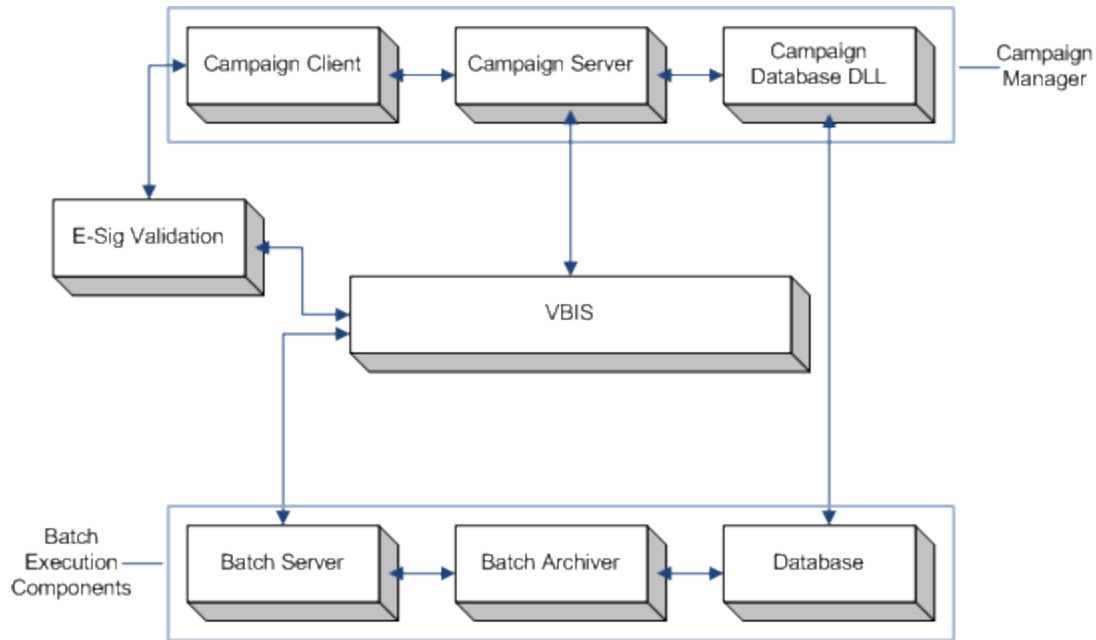 Campaign Client
Campaign Server
Campaign
Database DLL
Campaign
Manager
E-Sig Validation
VBIS
Batch
Execution
Components
Batch Server
Batch Archiver
Database